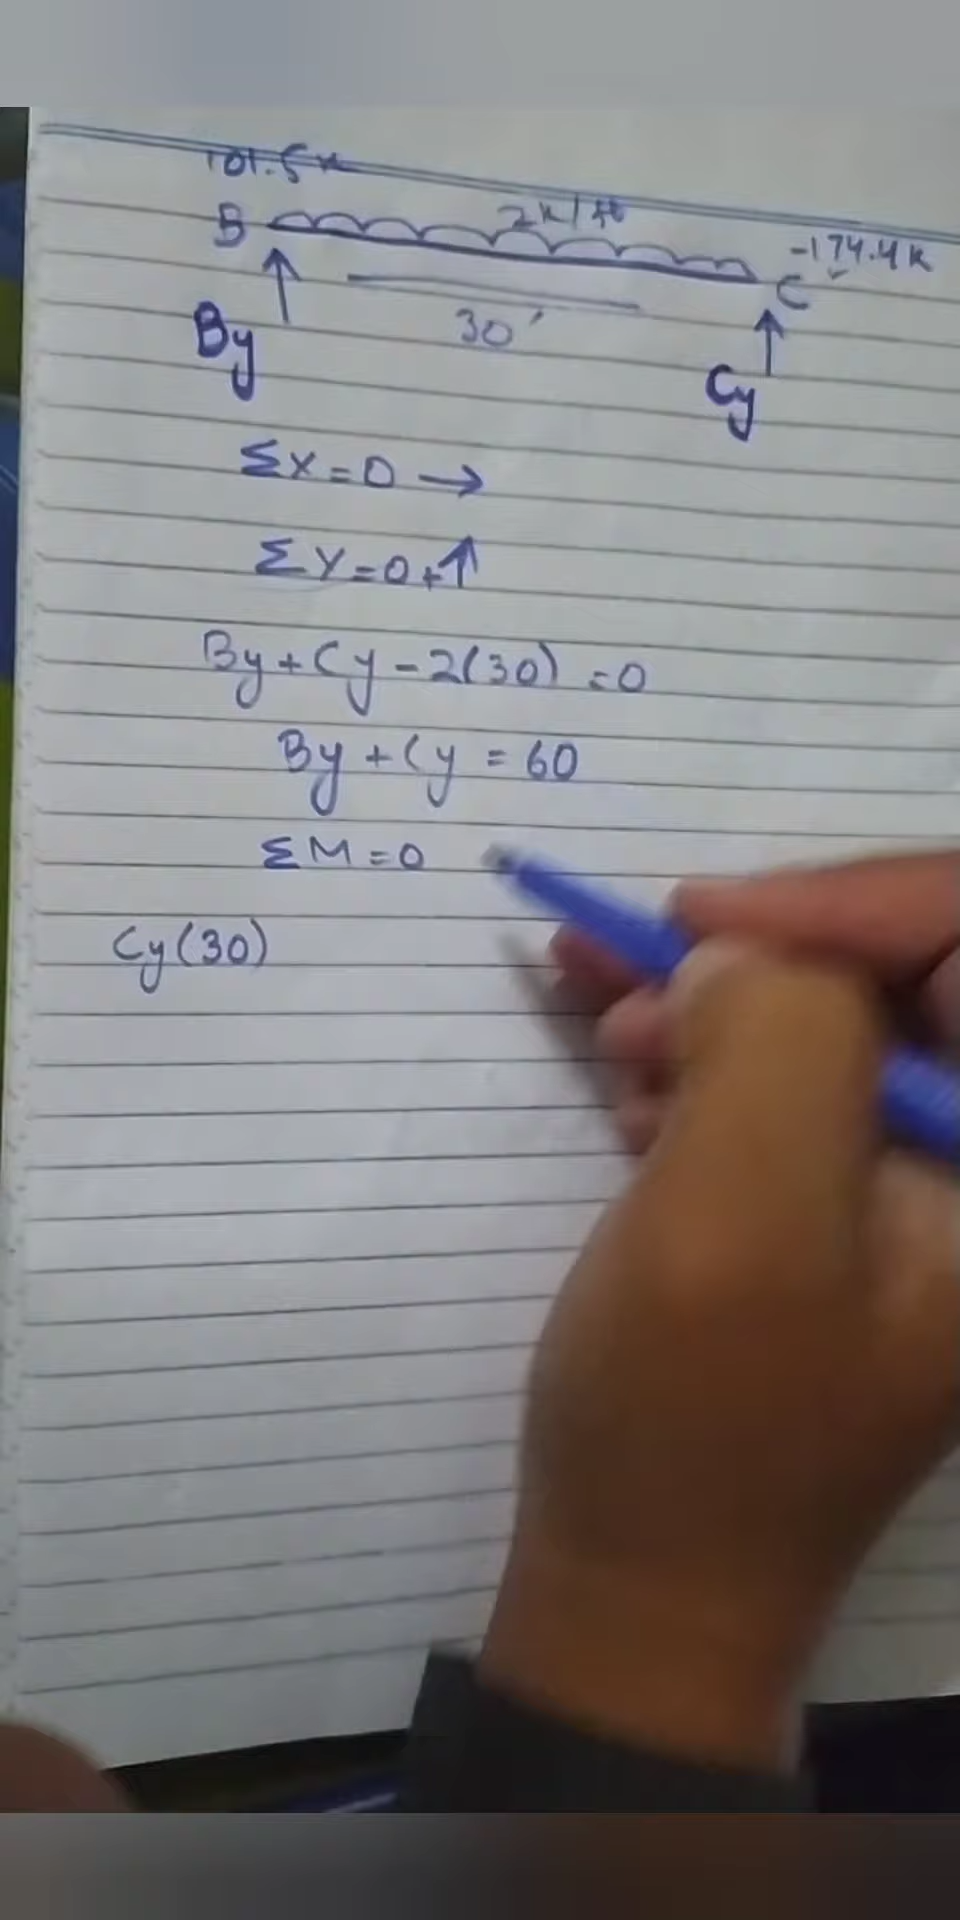 101.5k
2k/ft
B
-174.4k
C
30'
By
Cy
ΣX=0 →
ΣY=0+↑
By+Cy-2(30)=0
By+Cy=60
ΣM=0
Cy(30)